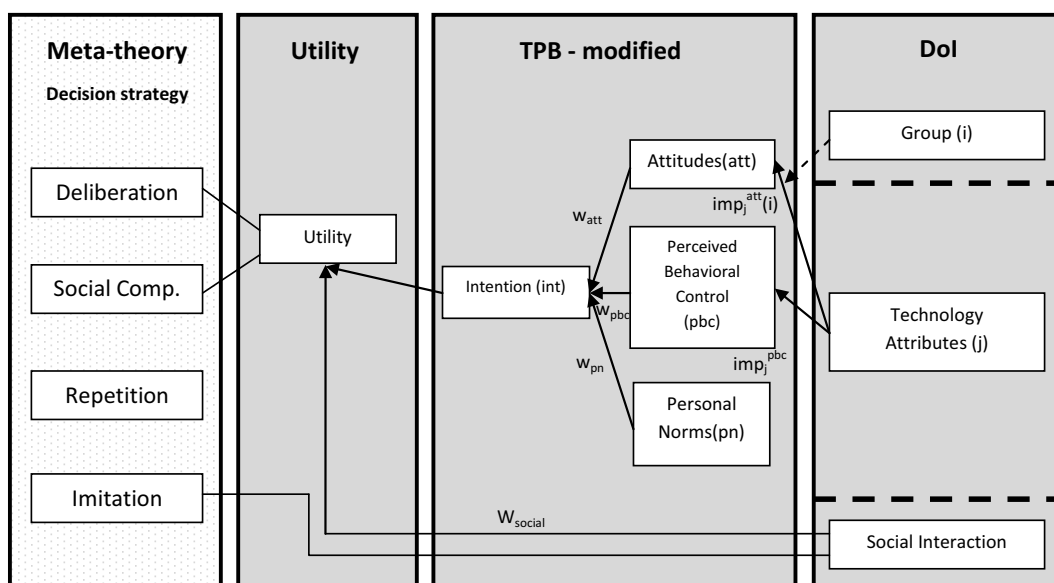 Meta-theory
Decision strategy
Deliberation
Social Comp.
Repetition
Imitation
Utility
Utility
TPB - modified
Attitudes(att)
imp_j^att(i)
w_att
Perceived
Behavioral
Control
(pbc)
Intention (int)
w_pbc
w_pn
imp_j^pbc
Personal
Norms(pn)
W_social
DoI
Group (i)
Technology
Attributes (j)
Social Interaction